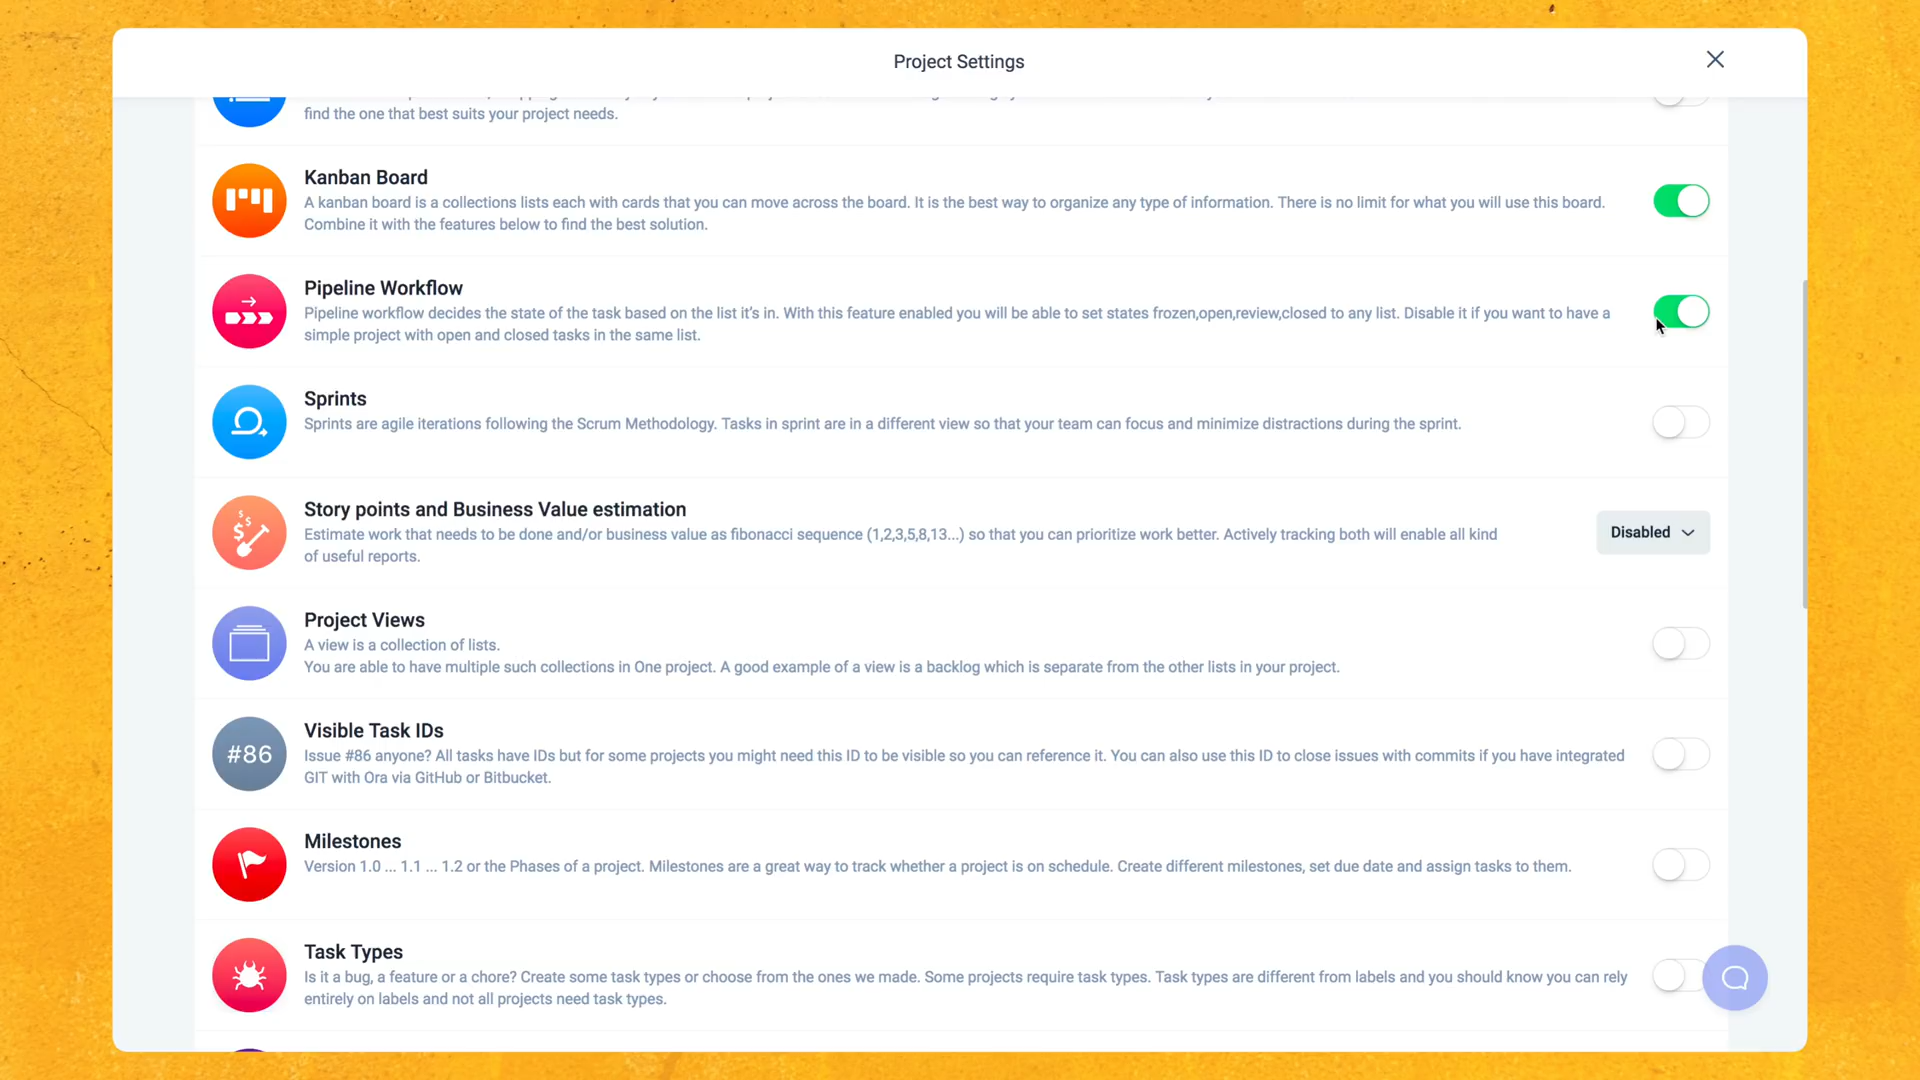 Project Settings
find the one that best suits your project needs.
Kanban Board
A kanban board is a collections lists each with cards that you can move across the board. It is the best way to organize any type of information. There is no limit for what you will use this board.
Combine it with the features below to find the best solution.
Pipeline Workflow
Pipeline workflow decides the state of the task based on the list it's in. With this feature enabled you will be able to set states frozen,open,review,closed to any list. Disable it if you want to have a
simple project with open and closed tasks in the same list.
Sprints
Sprints are agile iterations following the Scrum Methodology. Tasks in sprint are in a different view so that your team can focus and minimize distractions during the sprint.
Story points and Business Value estimation
Estimate work that needs to be done and/or business value as fibonacci sequence (1,2,3,5,8,13...) so that you can prioritize work better. Actively tracking both will enable all kind
of useful reports.
Disabled
Project Views
A view is a collection of lists.
You are able to have multiple such collections in One project. A good example of a view is a backlog which is separate from the other lists in your project.
#86
Visible Task IDs
Issue #86 anyone? All tasks have IDs but for some projects you might need this ID to be visible so you can reference it. You can also use this ID to close issues with commits if you have integrated
GIT with Ora via GitHub or Bitbucket.
Milestones
Version 1.0 ... 1.1 ... 1.2 or the Phases of a project. Milestones are a great way to track whether a project is on schedule. Create different milestones, set due date and assign tasks to them.
Task Types
Is it a bug, a feature or a chore? Create some task types or choose from the ones we made. Some projects require task types. Task types are different from labels and you should know you can rely
entirely on labels and not all projects need task types.